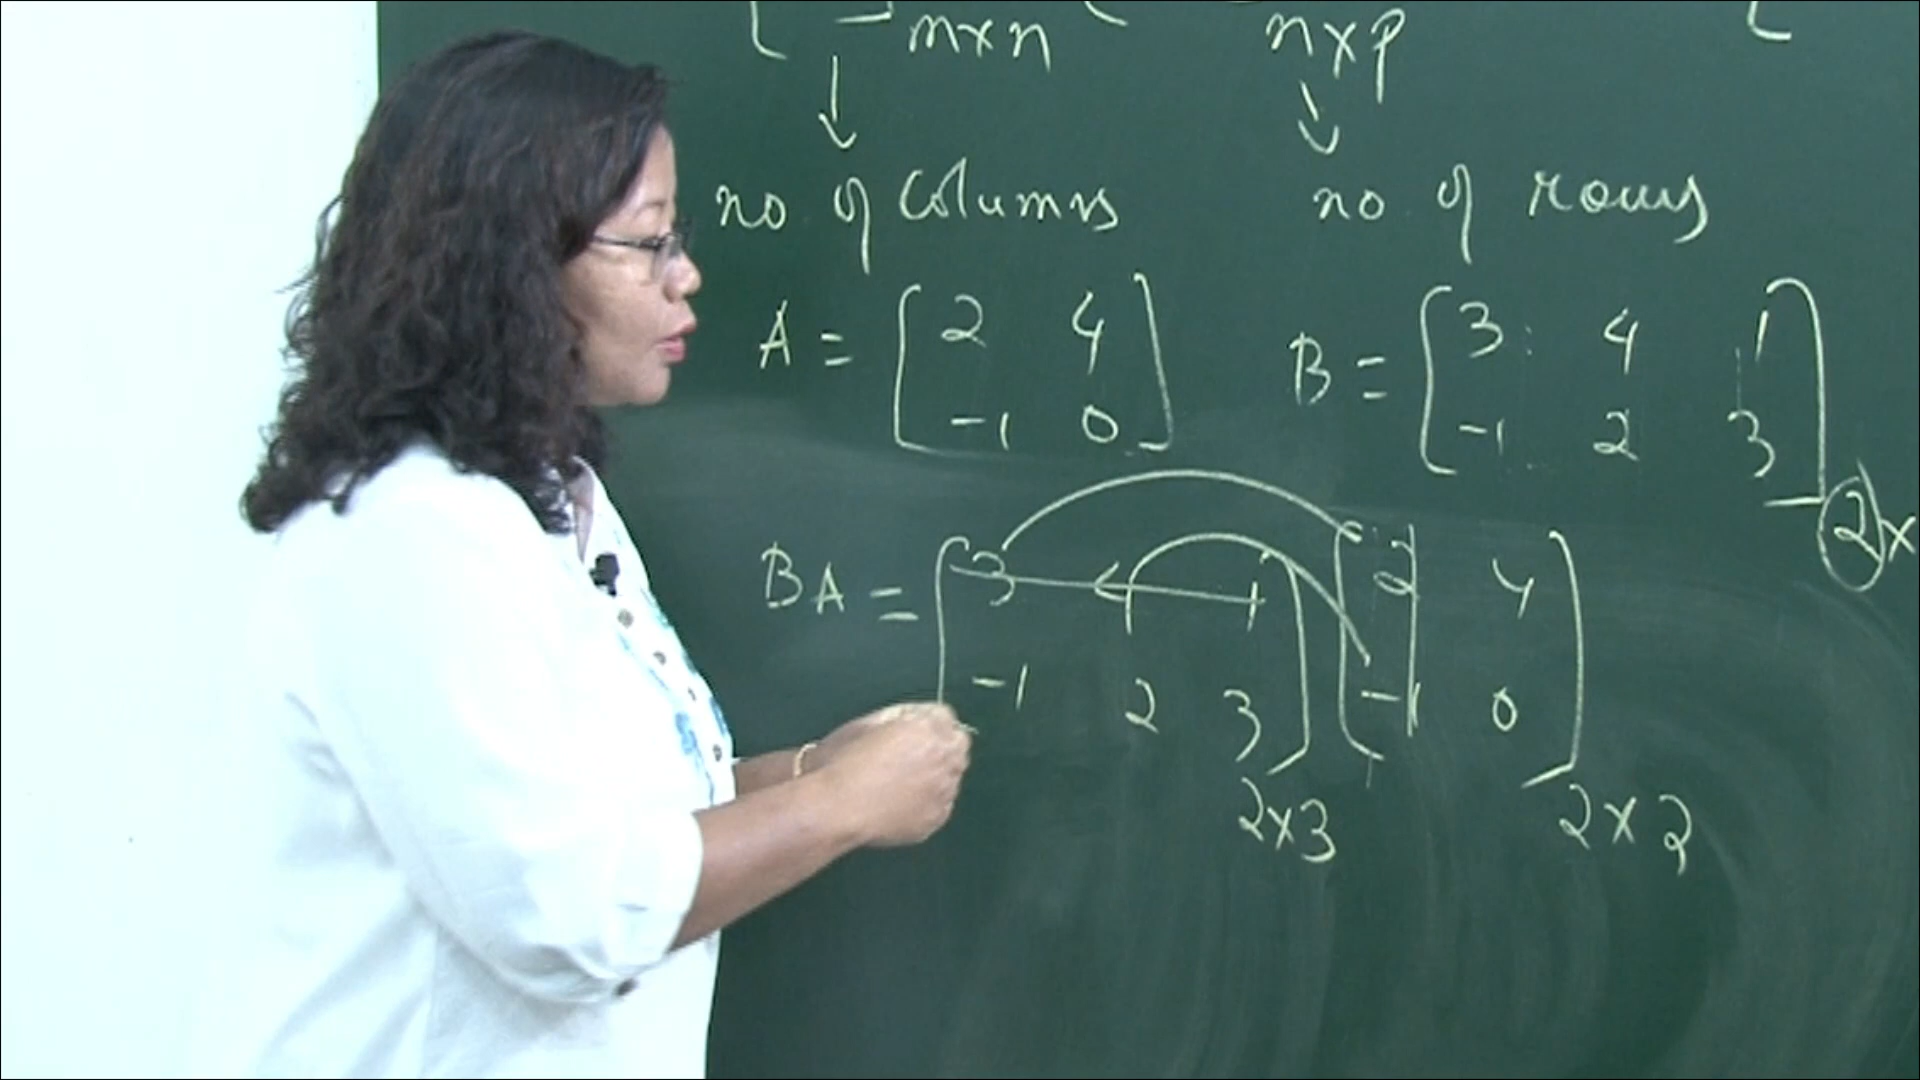 [ ]m×n [ n×p [
↓ ↓
no of columns no of rows
A = [ 2 4 B = [ 3 4 1
-1 0 ] -1 2 3 ] 2×
BA = [ 3 4 1 [ 2 4
-1 2 3 ] -1 0 ]
2×3 2×2